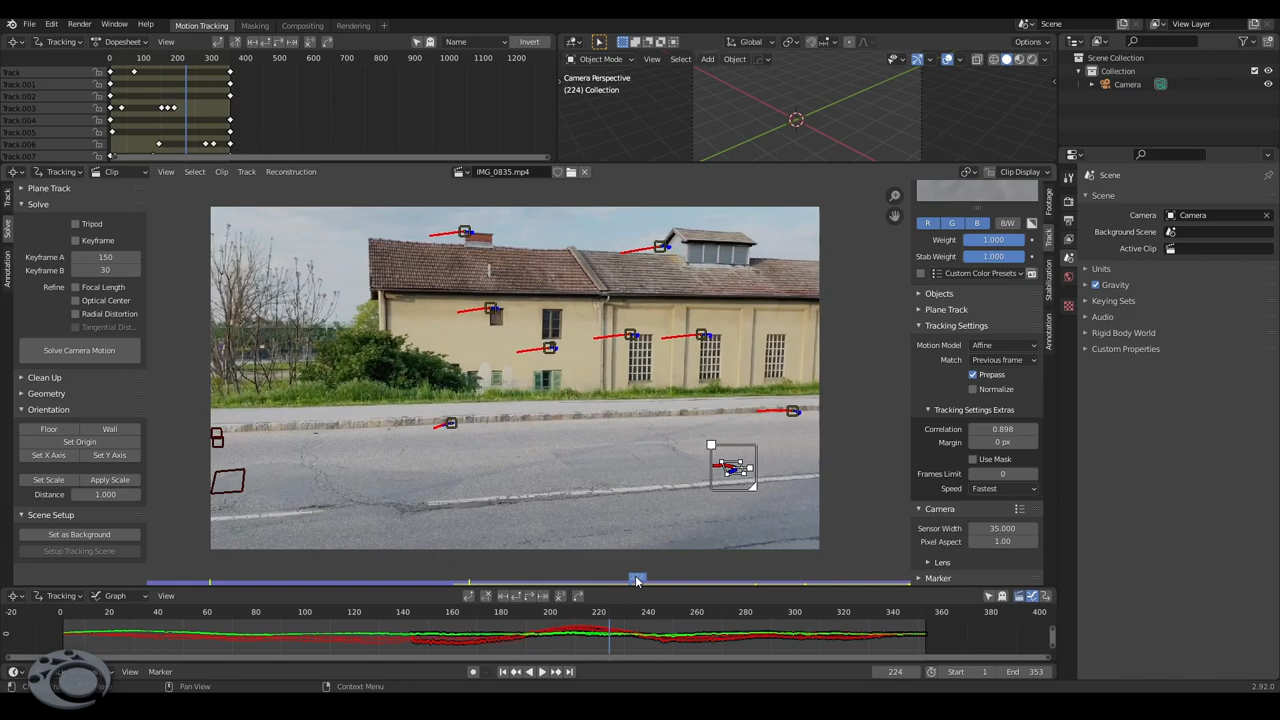 File Edit Render Window Help Motion Tracking Masking Compositing Rendering + Scene View Layer
Tracking Dopesheet View Name Invert
0 100 200 300 400 500 600 700 800 900 1000 1100 1200
Track
Track.001
Track.002
Track.003
Track.004
Track.005
Track.006
Track.007
Global Options
Object Mode View Select Add Object
Camera Perspective
(224) Collection
Scene Collection
Collection
Camera
Tracking Clip View Select Clip Track Reconstruction IMG_0835.mp4 Clip Display
Track
Solve
Annotation
Plane Track
Solve
Tripod
Keyframe
Keyframe A 150
Keyframe B 30
Refine Focal Length
Optical Center
Radial Distortion
Tangential Dist...
Solve Camera Motion
Clean Up
Geometry
Orientation
Floor Wall
Set Origin
Set X Axis Set Y Axis
Set Scale Apply Scale
Distance 1.000
Scene Setup
Set as Background
Setup Tracking Scene
R G B B/W
Weight 1.000
Stab Weight 1.000
Custom Color Presets
Objects
Plane Track
Tracking Settings
Motion Model Affine
Match Previous frame
Prepass
Normalize
Tracking Settings Extras
Correlation 0.898
Margin 0 px
Use Mask
Frames Limit 0
Speed Fastest
Camera
Sensor Width 35.000
Pixel Aspect 1.00
Lens
Marker
Footage
Track
Stabilization
Annotation
Scene
Scene
Camera Camera
Background Scene
Active Clip
Units
Gravity
Keying Sets
Audio
Rigid Body World
Custom Properties
Tracking Graph View
-20 0 20 40 60 80 100 120 140 160 180 200 220 240 260 280 300 320 340 360 380 400
0
View Marker 224 Start 1 End 353
Pan View Context Menu 2.92.0